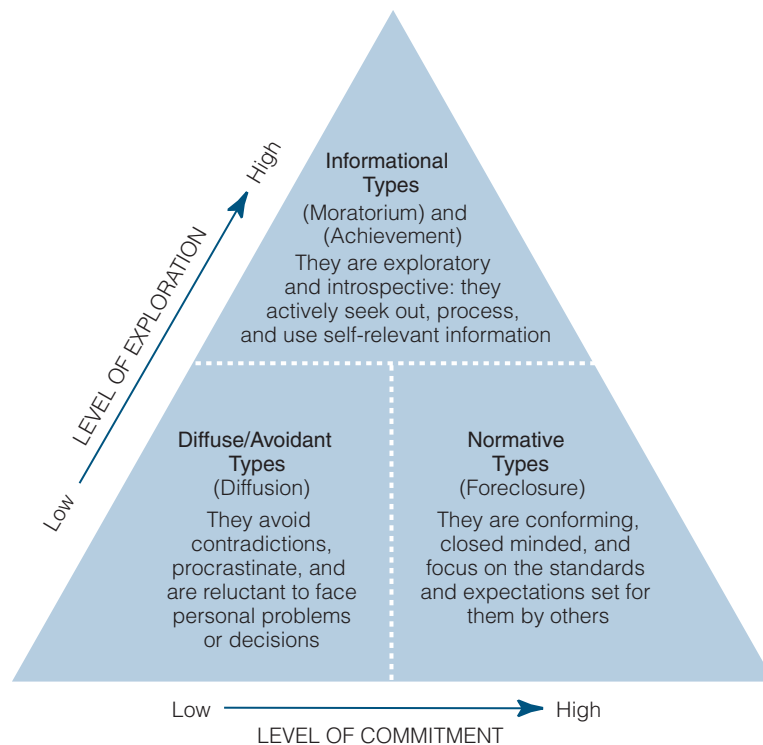 Informational
Types
(Moratorium) and
(Achievement)
They are exploratory
and introspective: they
actively seek out, process,
and use self-relevant information
High
LEVEL OF EXPLORATION
Low
Diffuse/Avoidant
Types
(Diffusion)
They avoid
contradictions,
procrastinate, and
are reluctant to face
personal problems
or decisions
Normative
Types
(Foreclosure)
They are conforming,
closed minded, and
focus on the standards
and expectations set for
them by others
Low
High
LEVEL OF COMMITMENT